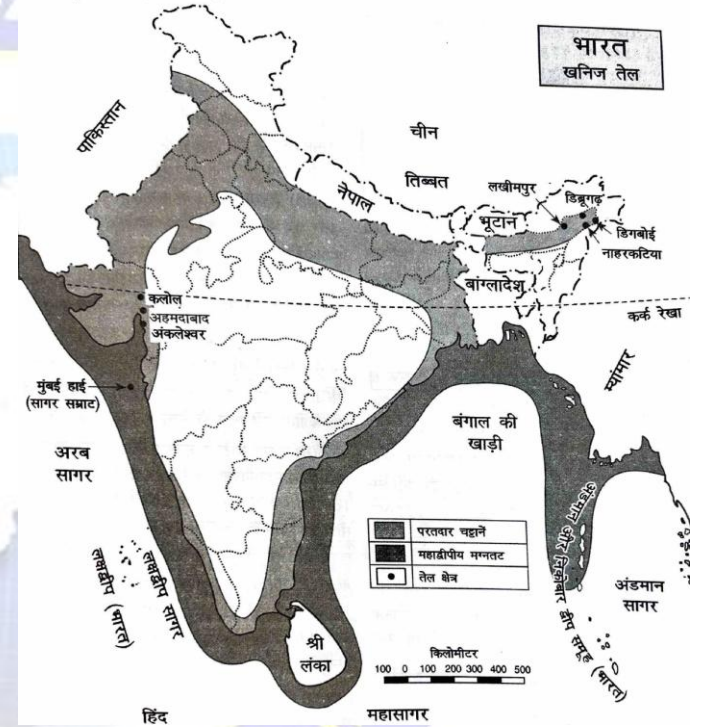 भारत
खनिज तेल
पाकिस्तान
चीन
तिब्बत
नेपाल
लखीमपुर
डिब्रूगढ़
भूटान
डिगबोई
नाहरकटिया
बांग्लादेश
कलोल
अहमदाबाद
अंकलेश्वर
कर्क रेखा
म्यांमार
मुंबई हाई
(सागर सम्राट)
बंगाल की
खाड़ी
अरब
सागर
परतदार चट्टानें
महाद्वीपीय मग्नतट
तेल क्षेत्र
लक्षद्वीप (भारत)
लक्षद्वीप सागर
अंडमान और निकोबार द्वीप समूह (भारत)
अंडमान
सागर
श्री
लंका
किलोमीटर
100 0 100 200 300 400 500
हिंद
महासागर